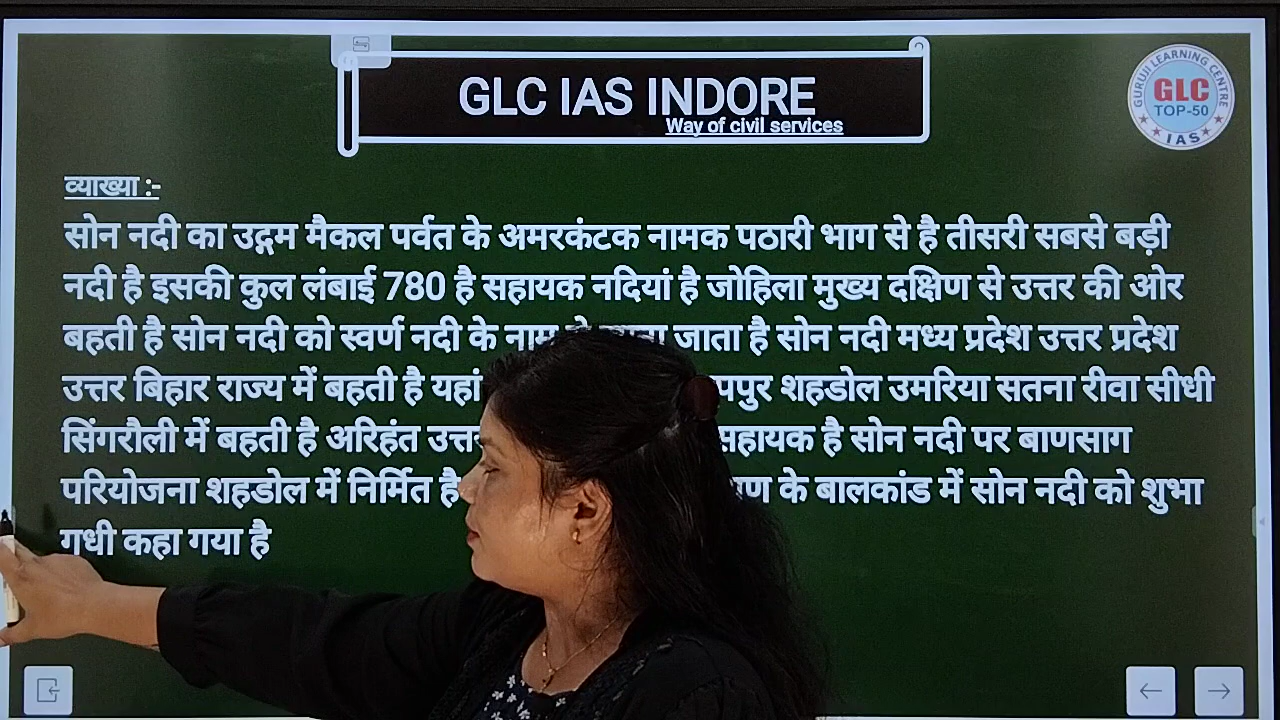 GLC IAS INDORE
Way of civil services
GURUJI LEARNING CENTRE
GLC
TOP-50
IAS
व्याख्या :-
सोन नदी का उद्गम मैकल पर्वत के अमरकंटक नामक पठारी भाग से है तीसरी सबसे बड़ी
नदी है इसकी कुल लंबाई 780 है सहायक नदियां है जोहिला मुख्य दक्षिण से उत्तर की ओर
बहती है सोन नदी को स्वर्ण नदी के नाम जाता है सोन नदी मध्य प्रदेश उत्तर प्रदेश
उत्तर बिहार राज्य में बहती है यहां शहडोल उमरिया सतना रीवा सीधी
सिंगरौली में बहती है अरिहंत सहायक है सोन नदी पर बाणसाग
परियोजना शहडोल में निर्मित है के बालकांड में सोन नदी को शुभा
गधी कहा गया है